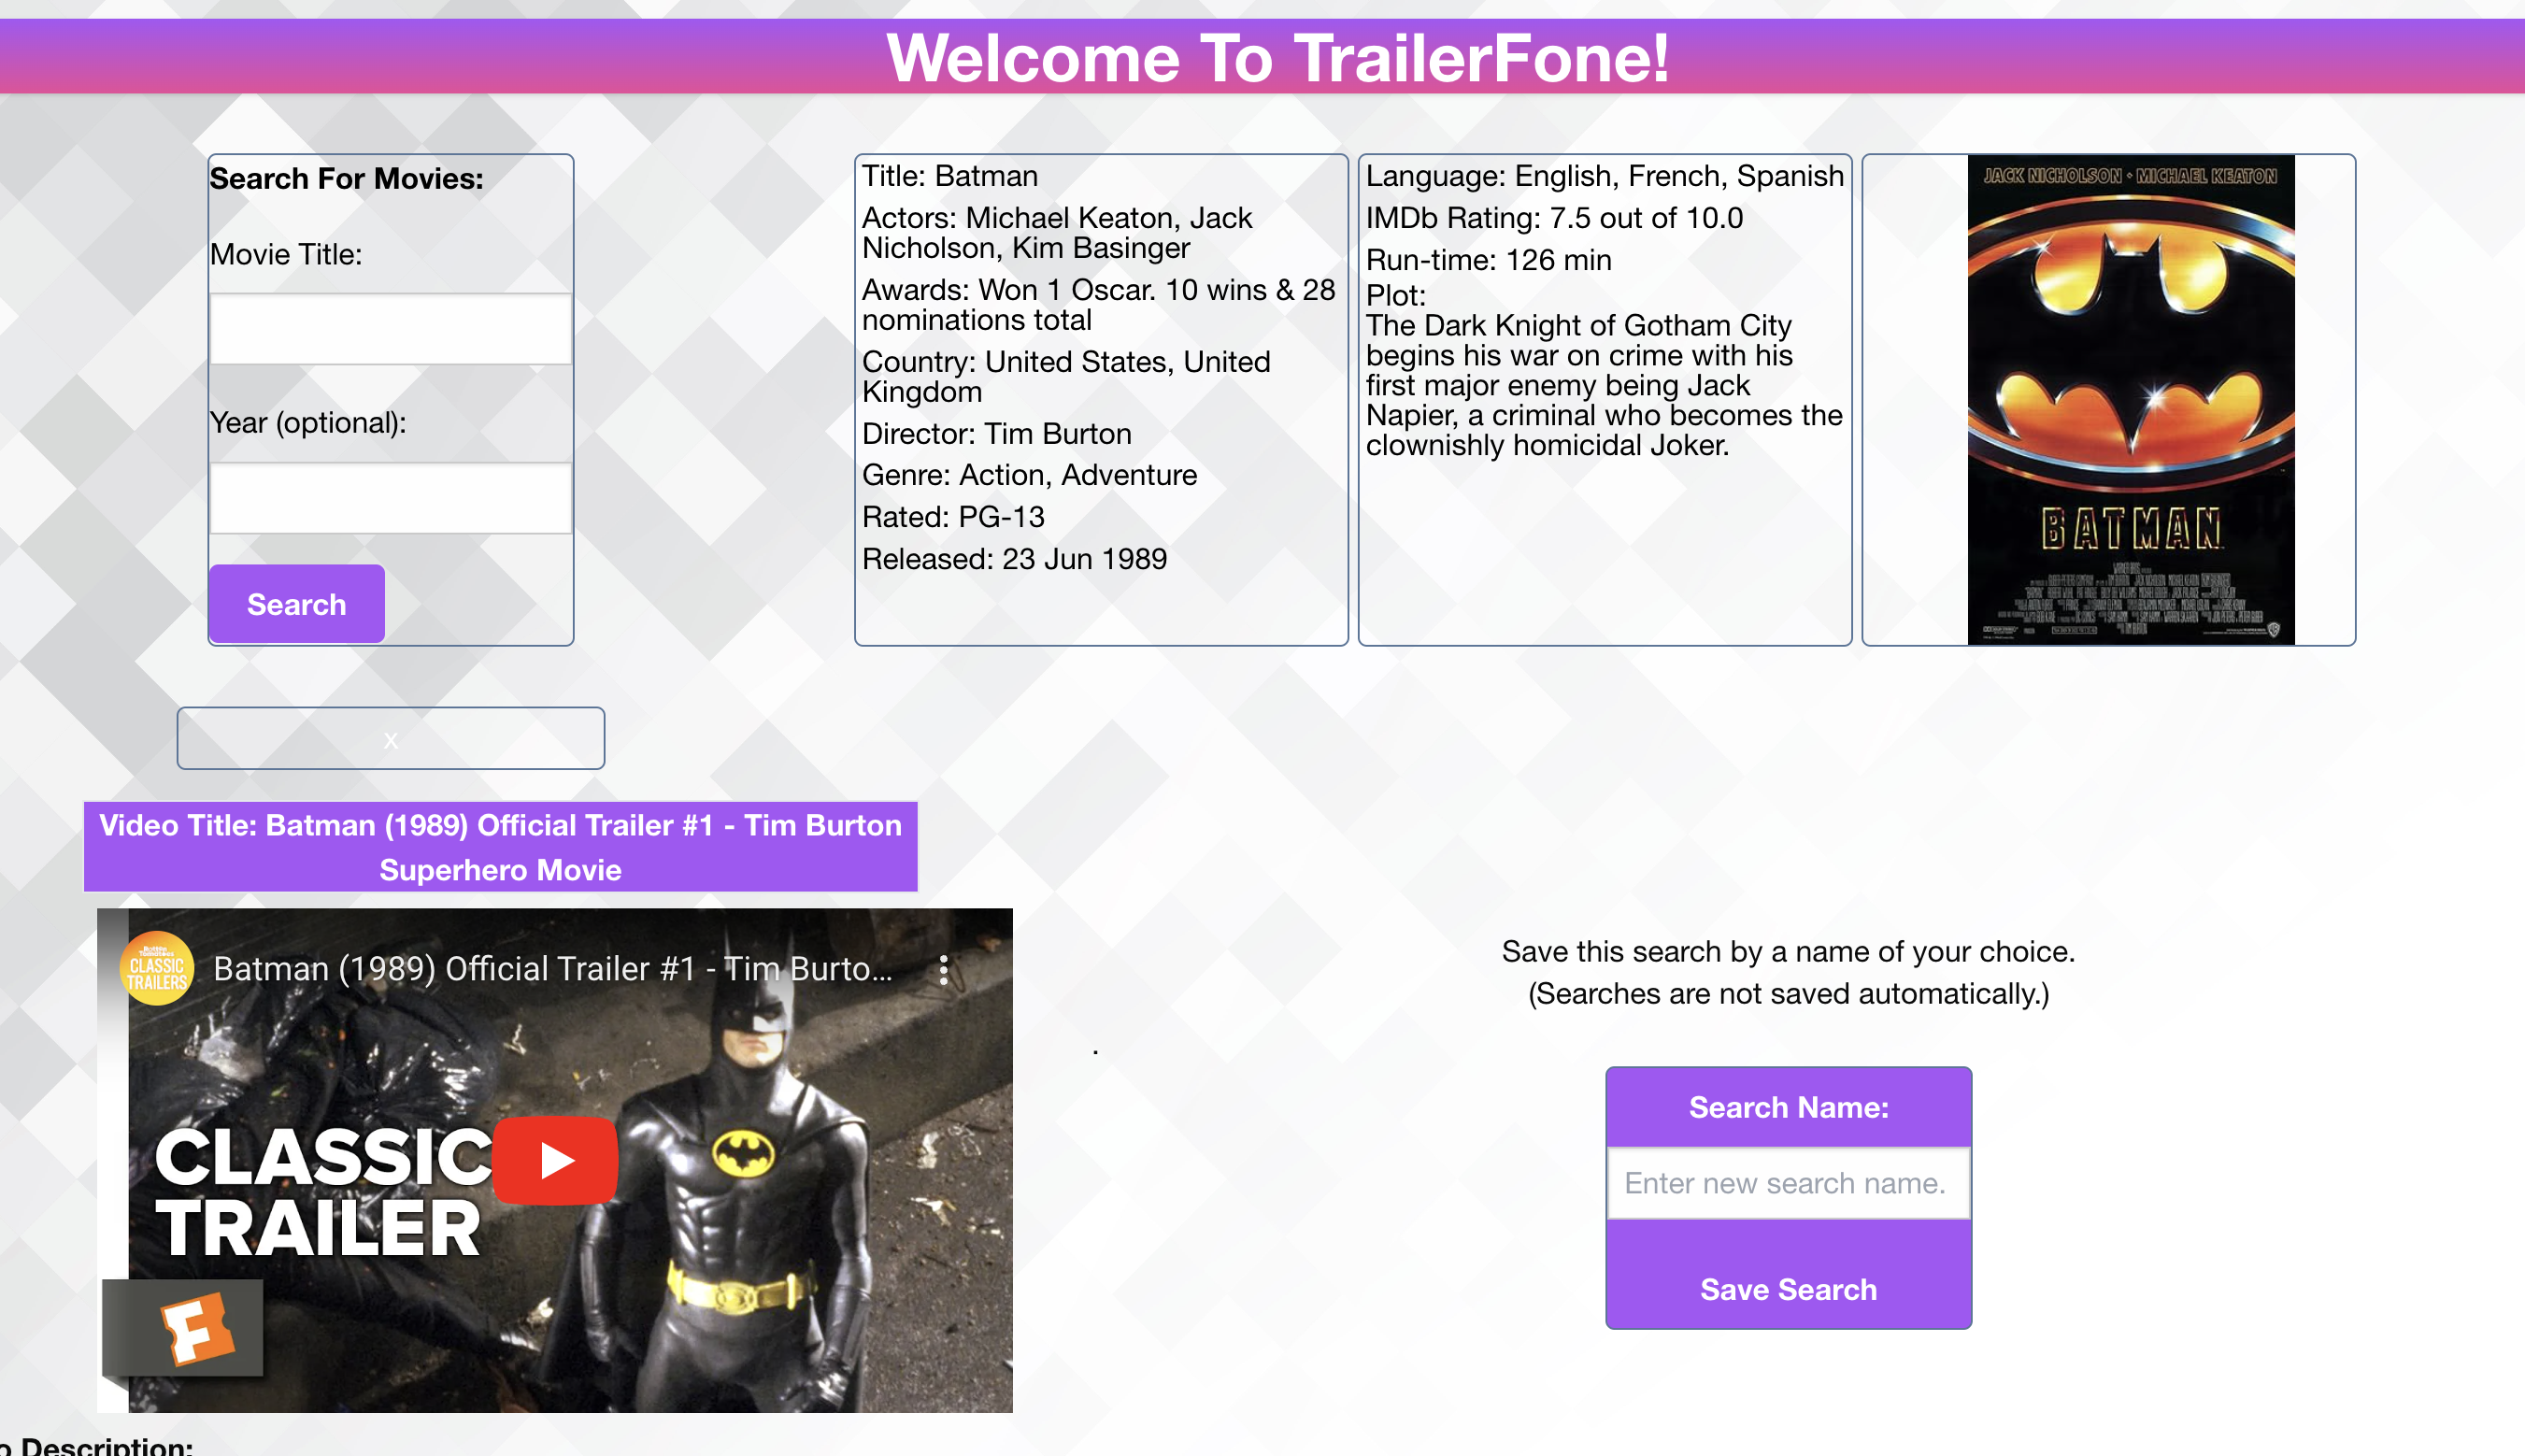 Welcome To TrailerFone!
Search For Movies:
Movie Title:
Year (optional):
Search
Title: Batman
Actors: Michael Keaton, Jack
Nicholson, Kim Basinger
Awards: Won 1 Oscar. 10 wins & 28
nominations total
Country: United States, United
Kingdom
Director: Tim Burton
Genre: Action, Adventure
Rated: PG-13
Released: 23 Jun 1989
Language: English, French, Spanish
IMDb Rating: 7.5 out of 10.0
Run-time: 126 min
Plot:
The Dark Knight of Gotham City
begins his war on crime with his
first major enemy being Jack
Napier, a criminal who becomes the
clownishly homicidal Joker.
JACK NICHOLSON • MICHAEL KEATON
BATMAN
x
Video Title: Batman (1989) Official Trailer #1 - Tim Burton
Superhero Movie
Rotten
Tomatoes
CLASSIC
TRAILERS
Batman (1989) Official Trailer #1 - Tim Burto...
CLASSIC
TRAILER
F
.
Save this search by a name of your choice.
(Searches are not saved automatically.)
Search Name:
Enter new search name.
Save Search
o Description: